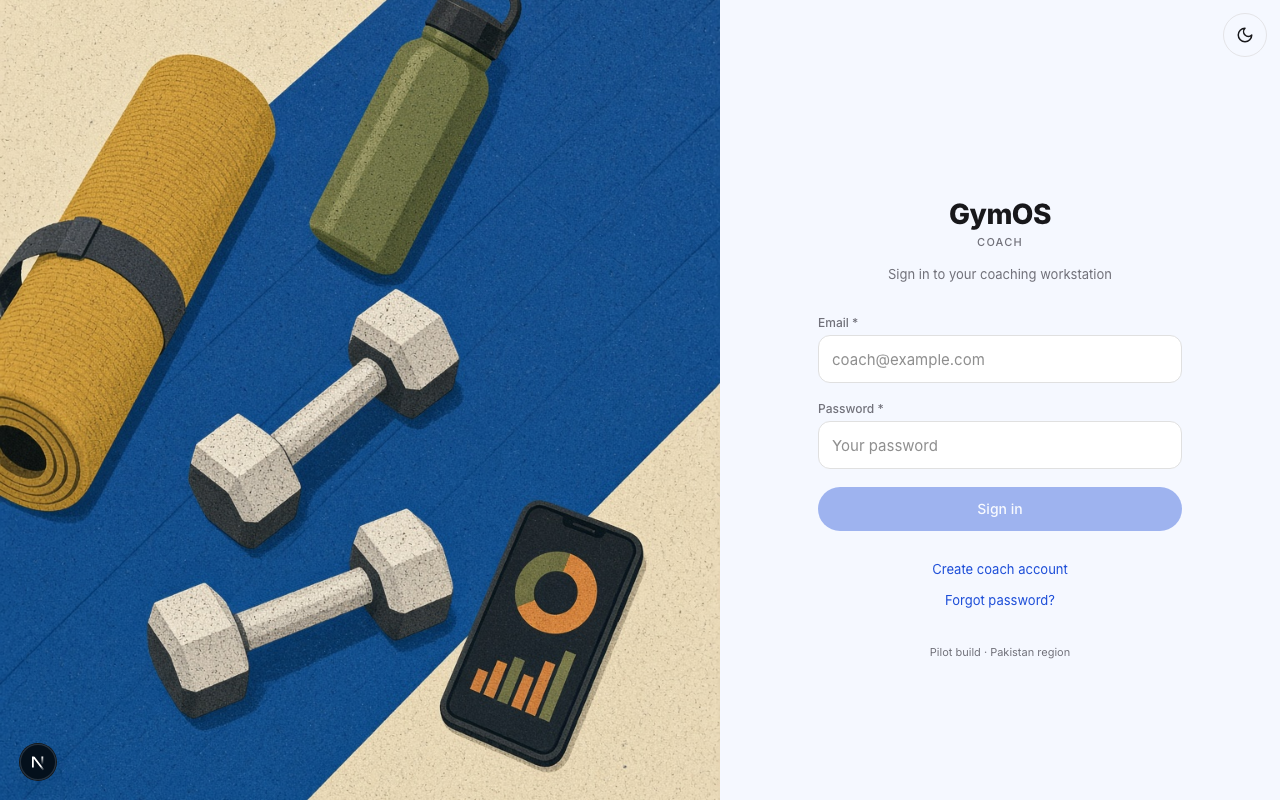 GymOS
COACH
Sign in to your coaching workstation
Email *
coach@example.com
Password *
Your password
Sign in
Create coach account
Forgot password?
Pilot build · Pakistan region
N